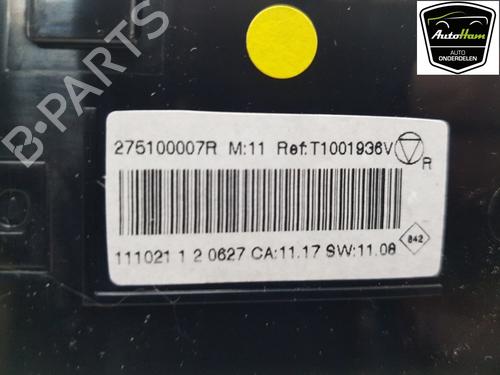 AutoHam
AUTO
ONDERDELEN
B-PARTS
275100007R M:11 Ref:T1001936V
R
842
111021 1 2 0627 CA:11.17 SW:11.08